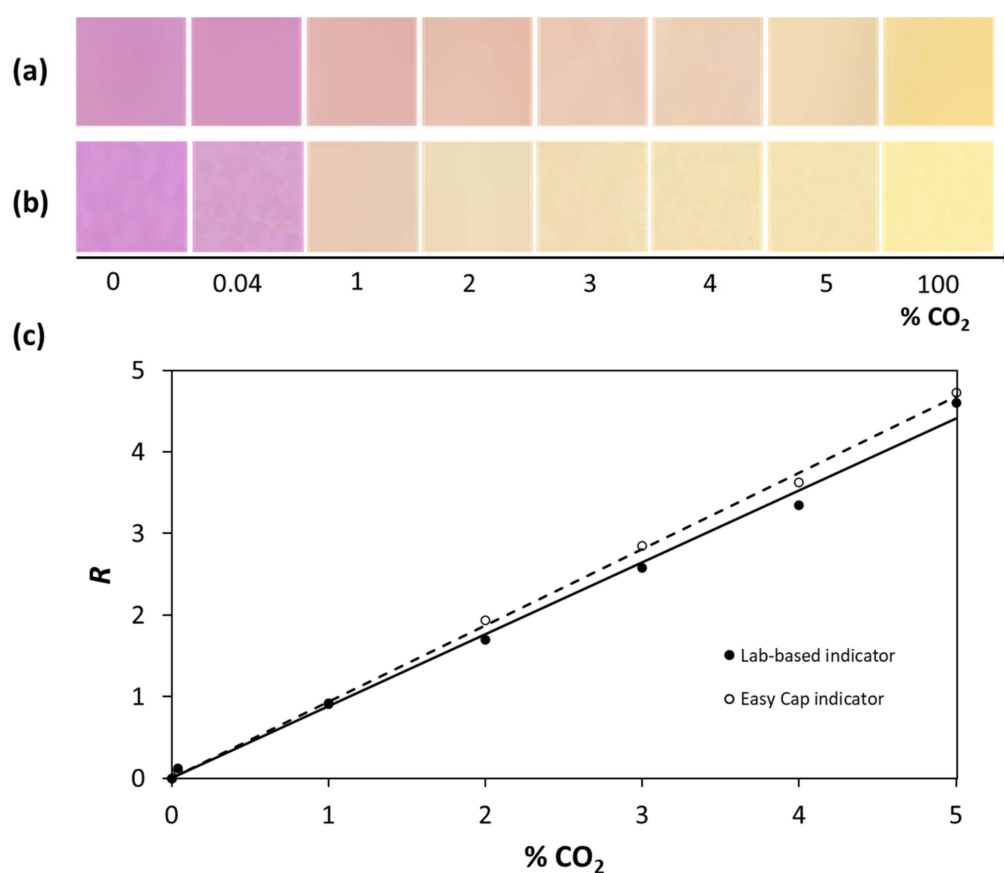 (a)
(b)
0 0.04 1 2 3 4 5 100
% CO₂
(c)
5
4
3
2
1
0
R
Lab-based indicator
Easy Cap indicator
0 1 2 3 4 5
% CO₂